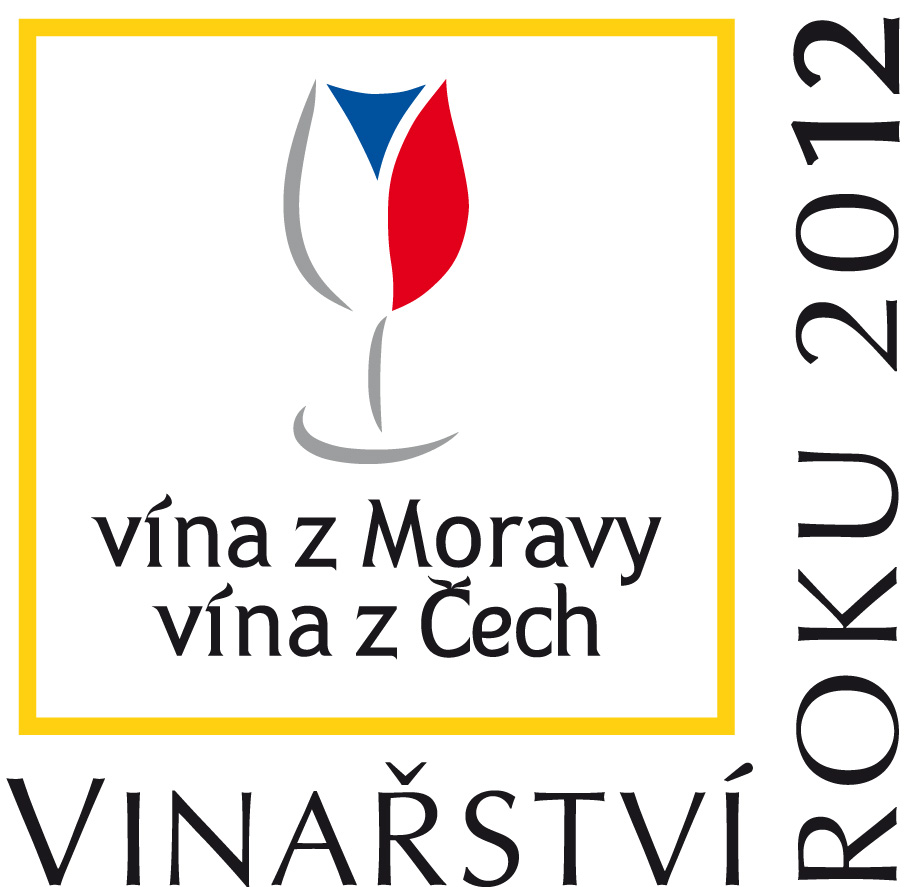 vína z Moravy
vína z Čech
VINAŘSTVÍ
ROKU 2012